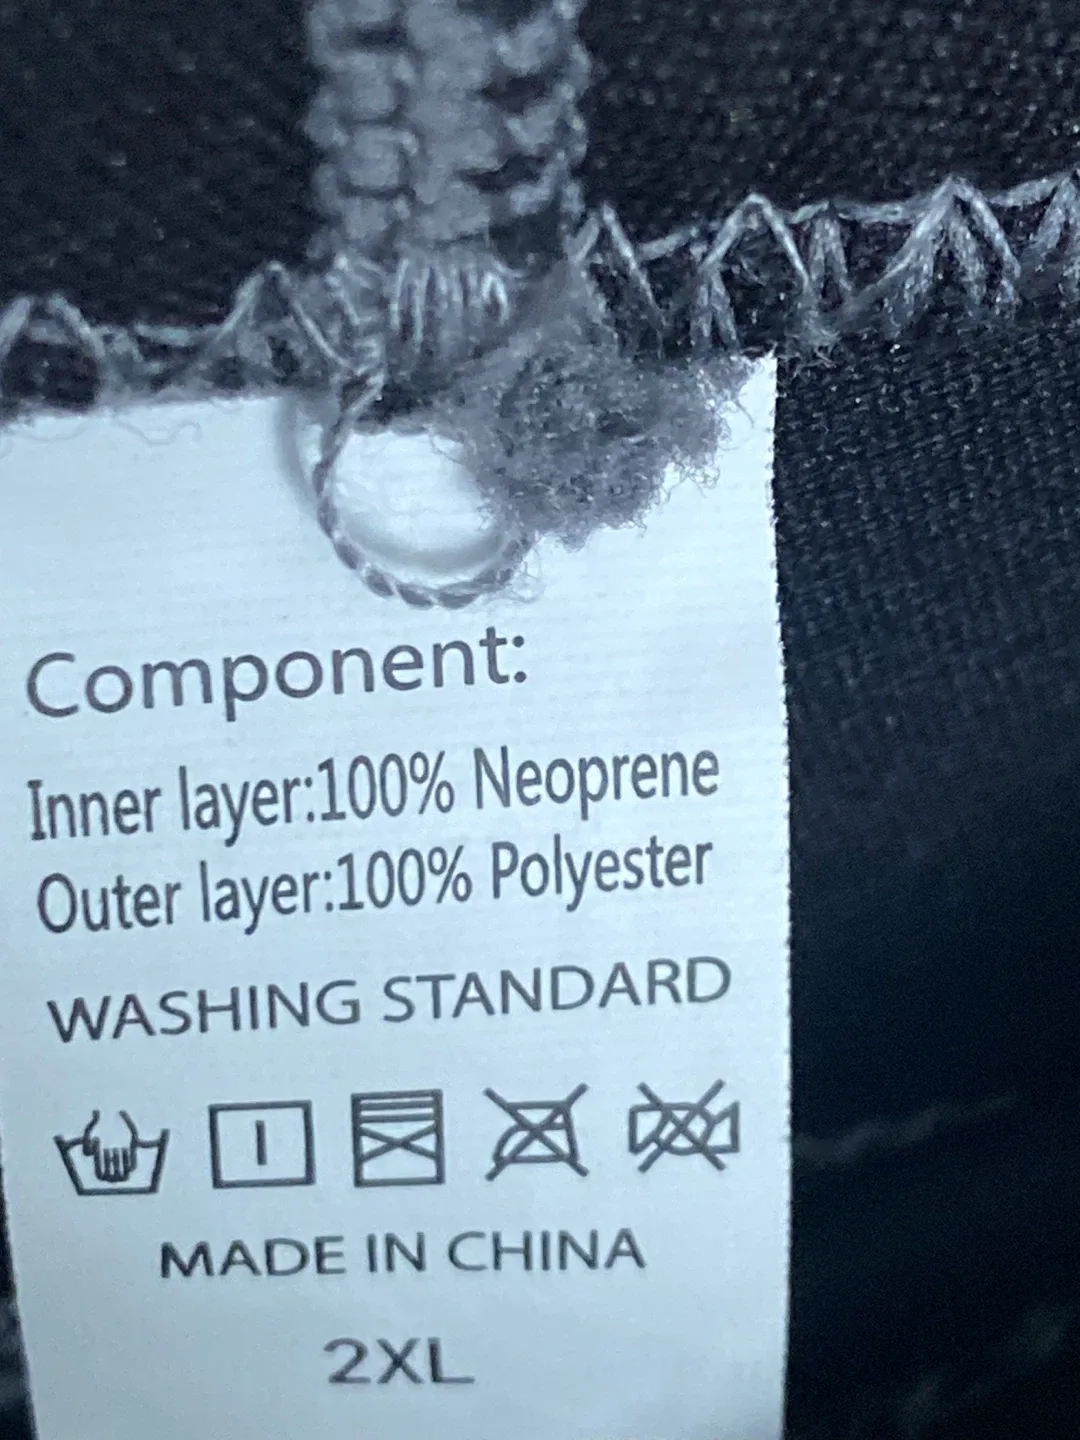 Component:
Inner layer:100% Neoprene
Outer layer:100% Polyester
WASHING STANDARD
MADE IN CHINA
2XL